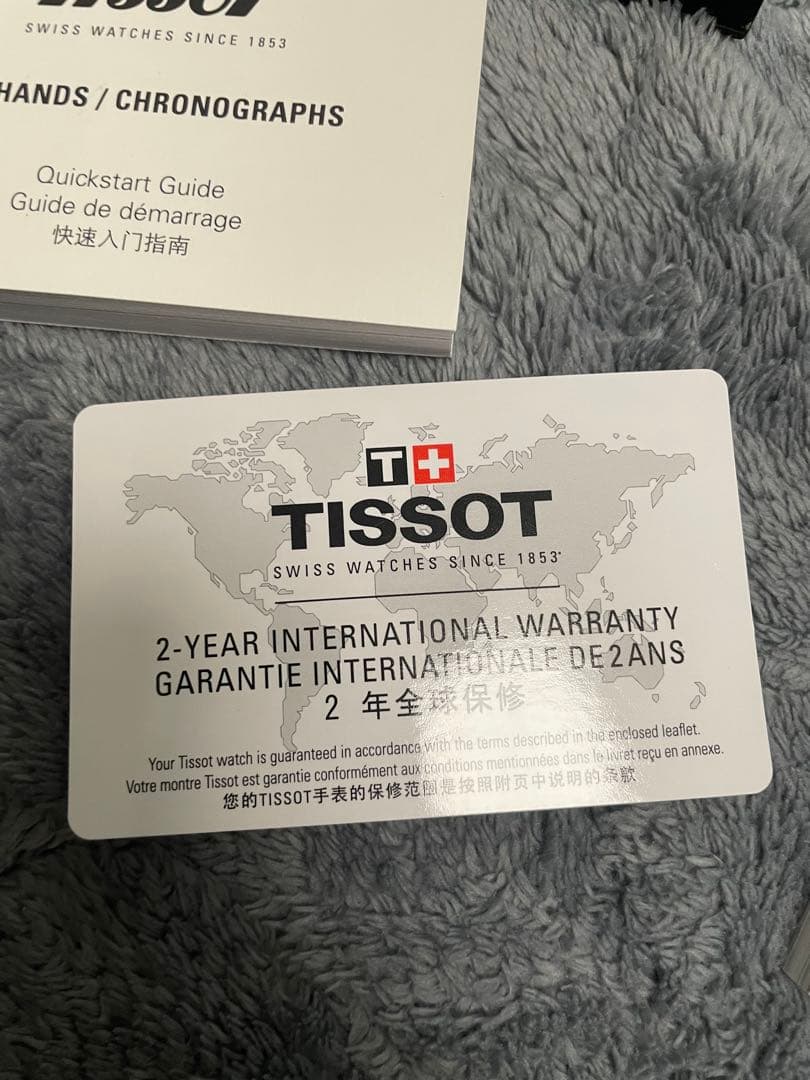 TISSOT
SWISS WATCHES SINCE 1853
HANDS / CHRONOGRAPHS
Quickstart Guide
Guide de démarrage
快速入门指南
T+
TISSOT
SWISS WATCHES SINCE 1853*
2-YEAR INTERNATIONAL WARRANTY
GARANTIE INTERNATIONALE DE 2 ANS
2 年全球保修
Your Tissot watch is guaranteed in accordance with the terms described in the enclosed leaflet.
Votre montre Tissot est garantie conformément aux conditions mentionnées dans le livret reçu en annexe.
您的TISSOT手表的保修范围是按照附页中说明的条款